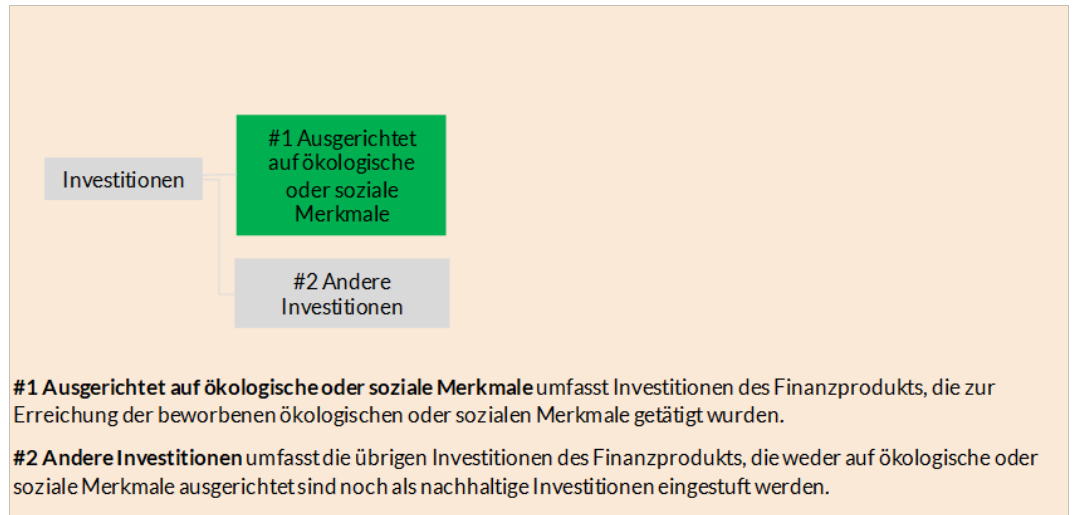 #1 Ausgerichtet
auf ökologische
oder soziale
Merkmale
Investitionen
#2 Andere
Investitionen
#1 Ausgerichtet auf ökologische oder soziale Merkmale umfasst Investitionen des Finanzprodukts, die zur
Erreichung der beworbenen ökologischen oder sozialen Merkmale getätigt wurden.
#2 Andere Investitionen umfasst die übrigen Investitionen des Finanzprodukts, die weder auf ökologische oder
soziale Merkmale ausgerichtet sind noch als nachhaltige Investitionen eingestuft werden.